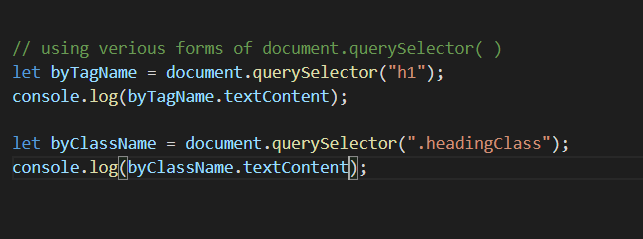 // using verious forms of document.querySelector( )
let byTagName = document.querySelector("h1");
console.log(byTagName.textContent);
let byClassName = document.querySelector(".headingClass");
console.log(byClassName.textContent);